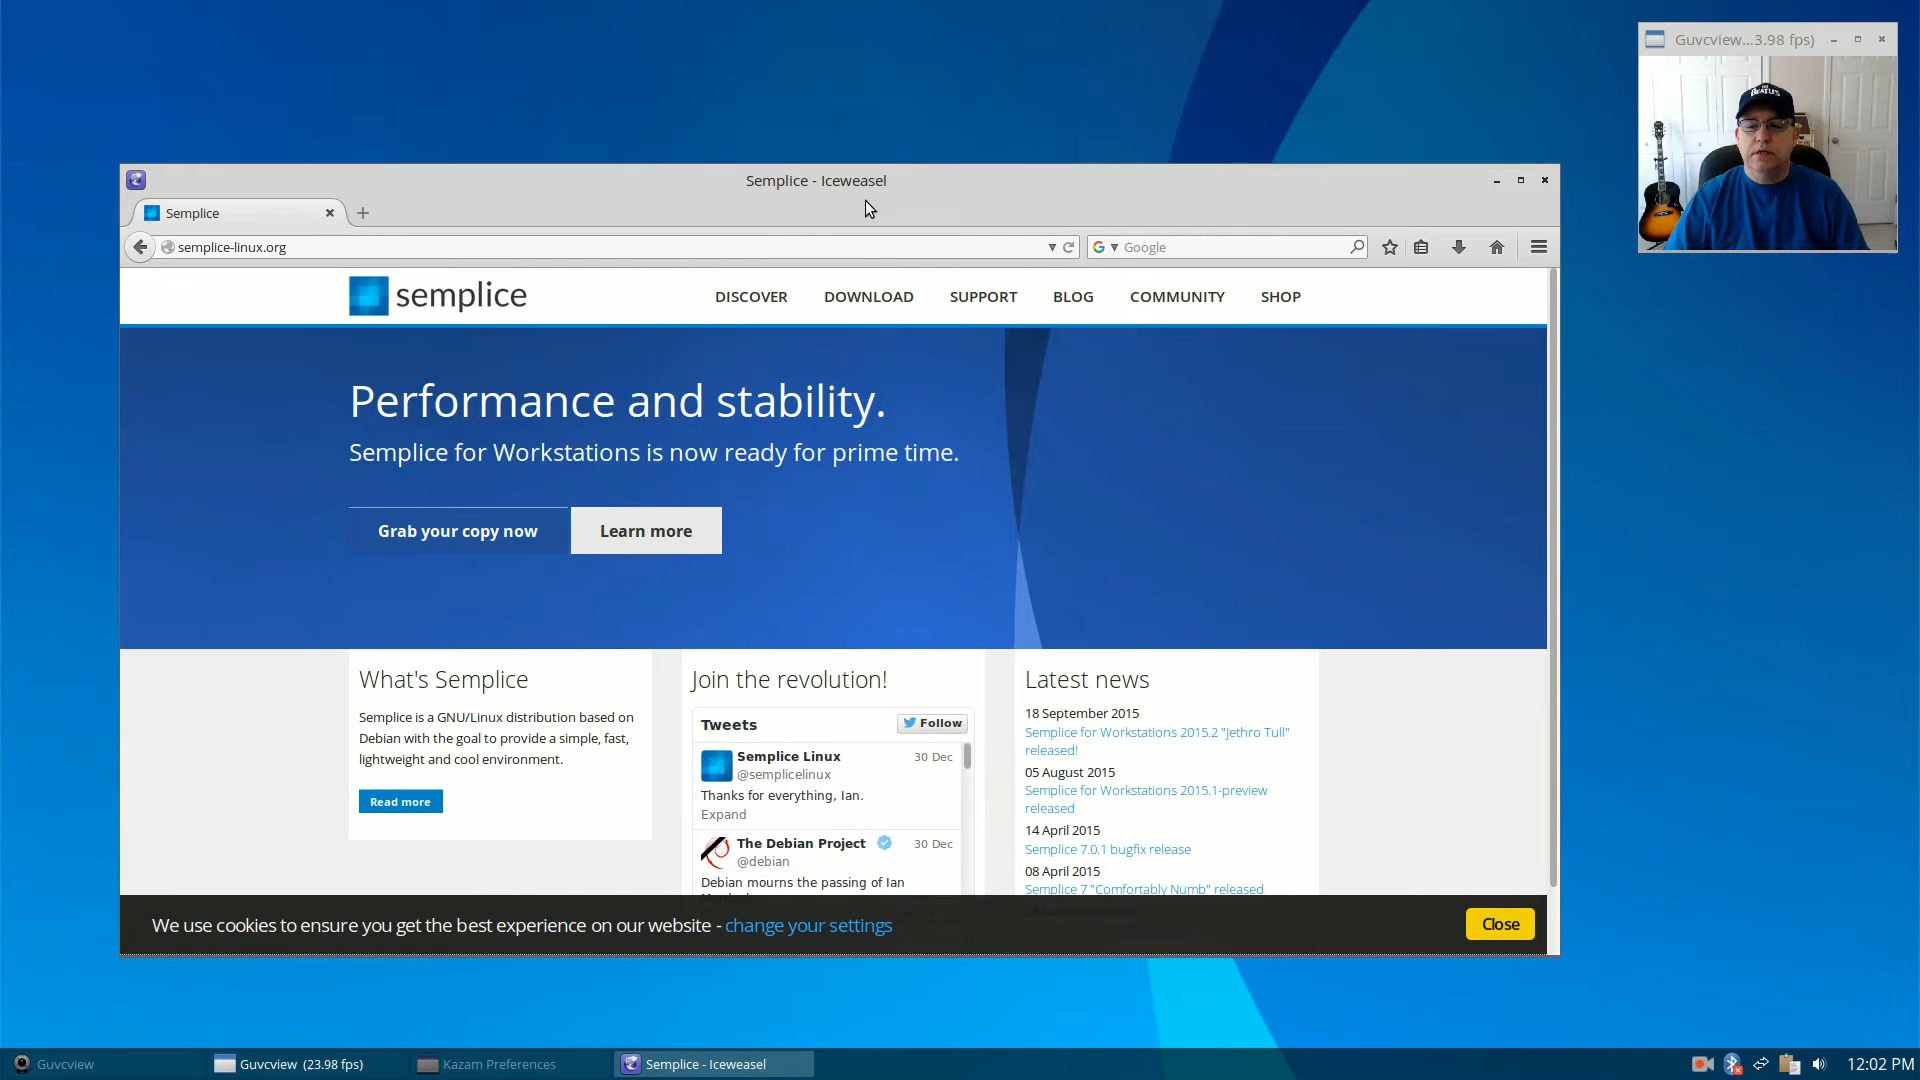 Guvcview...3.98 fps)
BEATLES
Semplice - Iceweasel
Semplice
semplice-linux.org
Google
semplice
DISCOVER
DOWNLOAD
SUPPORT
BLOG
COMMUNITY
SHOP
Performance and stability.
Semplice for Workstations is now ready for prime time.
Grab your copy now
Learn more
What's Semplice
Semplice is a GNU/Linux distribution based on
Debian with the goal to provide a simple, fast,
lightweight and cool environment.
Read more
Join the revolution!
Tweets
Follow
Semplice Linux
30 Dec
@semplicelinux
Thanks for everything, Ian.
Expand
The Debian Project
30 Dec
@debian
Debian mourns the passing of Ian
Latest news
18 September 2015
Semplice for Workstations 2015.2 "Jethro Tull"
released!
05 August 2015
Semplice for Workstations 2015.1-preview
released
14 April 2015
Semplice 7.0.1 bugfix release
08 April 2015
Semplice 7 "Comfortably Numb" released
We use cookies to ensure you get the best experience on our website - change your settings
Close
Guvcview
Guvcview (23.98 fps)
Kazam Preferences
Semplice - Iceweasel
12:02 PM